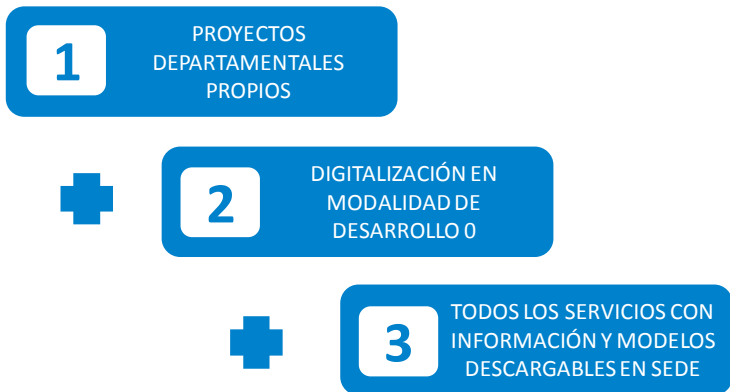 1
PROYECTOS
DEPARTAMENTALES
PROPIOS
2
DIGITALIZACIÓN EN
MODALIDAD DE
DESARROLLO 0
3
TODOS LOS SERVICIOS CON
INFORMACIÓN Y MODELOS
DESCARGABLES EN SEDE